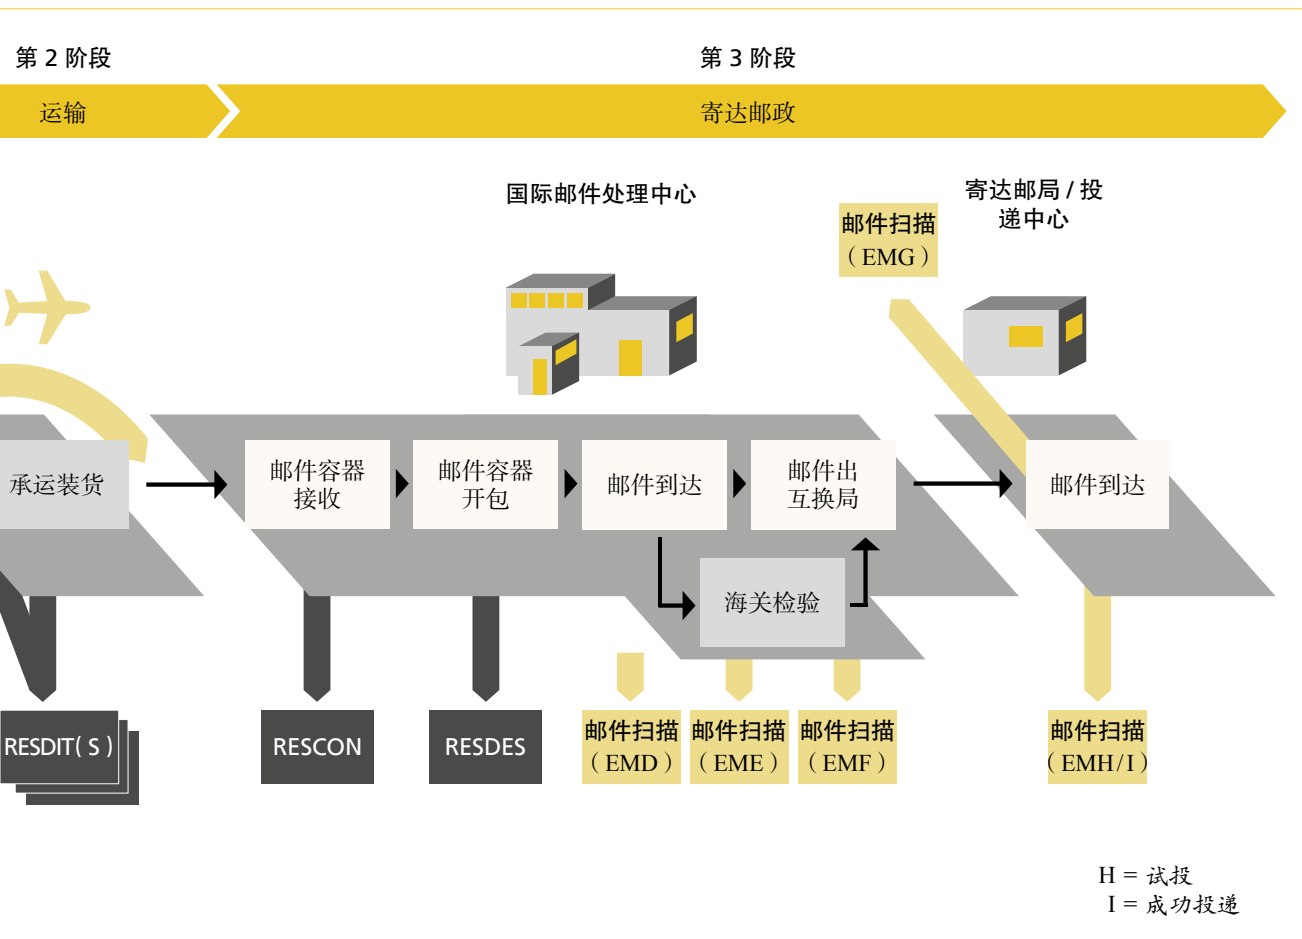 第 2 阶段
第 3 阶段
运输
寄达邮政
国际邮件处理中心
寄达邮局 / 投
递中心
邮件扫描
（EMG）
承运装货
邮件容器
接收
邮件容器
开包
邮件到达
邮件出
互换局
邮件到达
海关检验
RESDIT( S )
RESCON
RESDES
邮件扫描
（EMD）
邮件扫描
（EME）
邮件扫描
（EMF）
邮件扫描
（EMH/I）
H = 试投
I = 成功投递